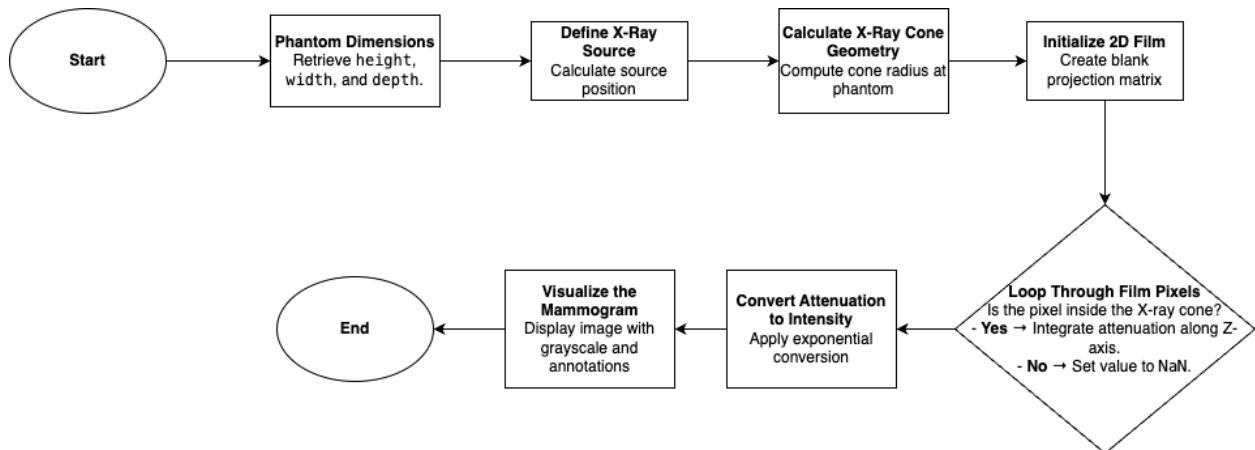 Start
Phantom Dimensions
Retrieve height,
width, and depth.
Define X-Ray
Source
Calculate source
position
Calculate X-Ray Cone
Geometry
Compute cone radius at
phantom
Initialize 2D Film
Create blank
projection matrix
Loop Through Film Pixels
Is the pixel inside the X-ray cone?
- Yes → Integrate attenuation along Z-
axis.
- No → Set value to NaN.
Convert Attenuation
to Intensity
Apply exponential
conversion
Visualize the
Mammogram
Display image with
grayscale and
annotations
End